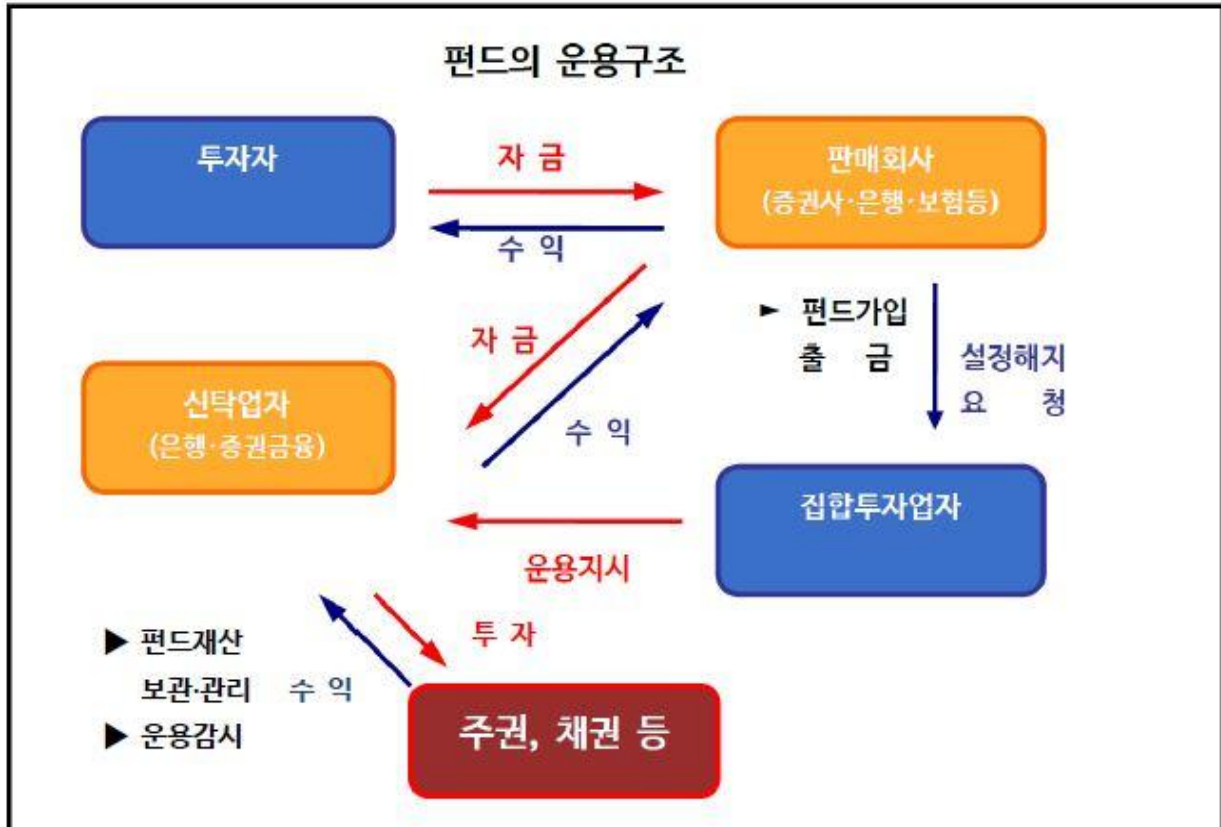 펀드의 운용구조
투자자
자 금
수 익
판매회사
(증권사·은행·보험등)
자 금
수 익
► 펀드가입
출 금
설정해지
요 청
신탁업자
(은행·증권금융)
집합투자업자
운용지시
투 자
▶ 펀드재산
보관·관리
수 익
▶ 운용감시
주권, 채권 등